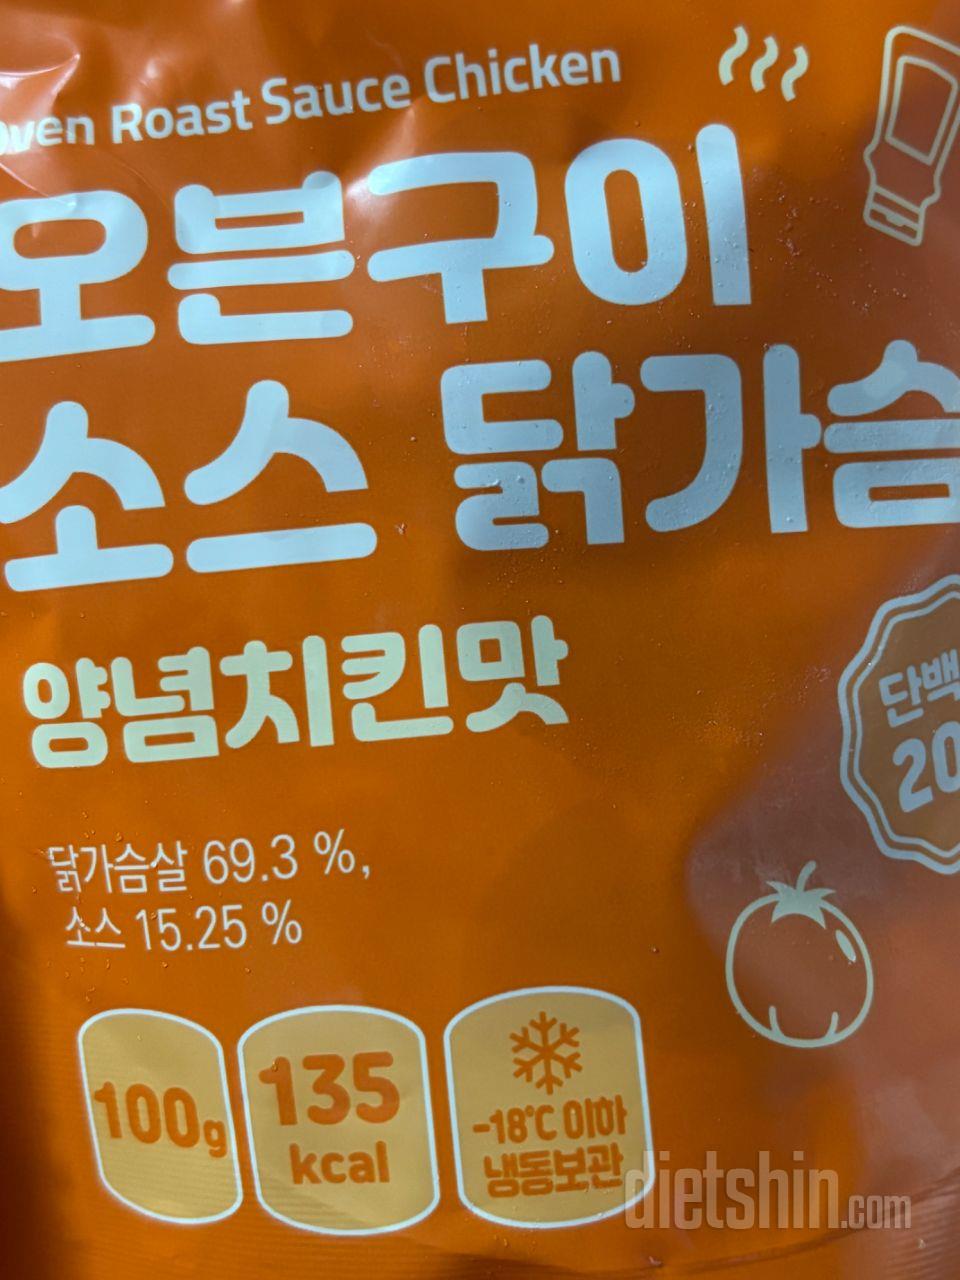 Oven Roast Sauce Chicken
오븐구이
소스 닭가슴
양념치킨맛
단백
20
닭가슴살 69.3 %,
소스 15.25 %
100g
135
kcal
-18℃ 이하
냉동보관
dietshin.com